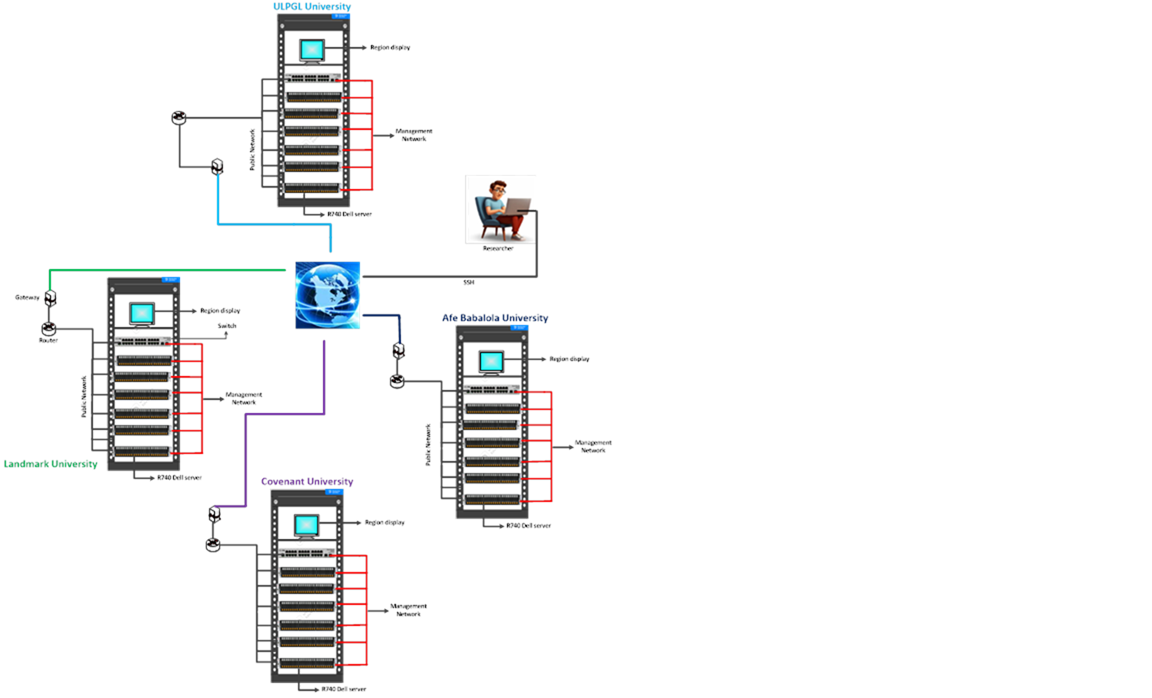 ULPGL University
Region display
Public Network
Management
Network
R740 Dell server
Researcher
SSH
Gateway
Router
Region display
Switch
Public Network
Management
Network
Landmark University
R740 Dell server
Afe Babalola University
Region display
Public Network
Management
Network
R740 Dell server
Covenant University
Region display
Management
Network
R740 Dell server